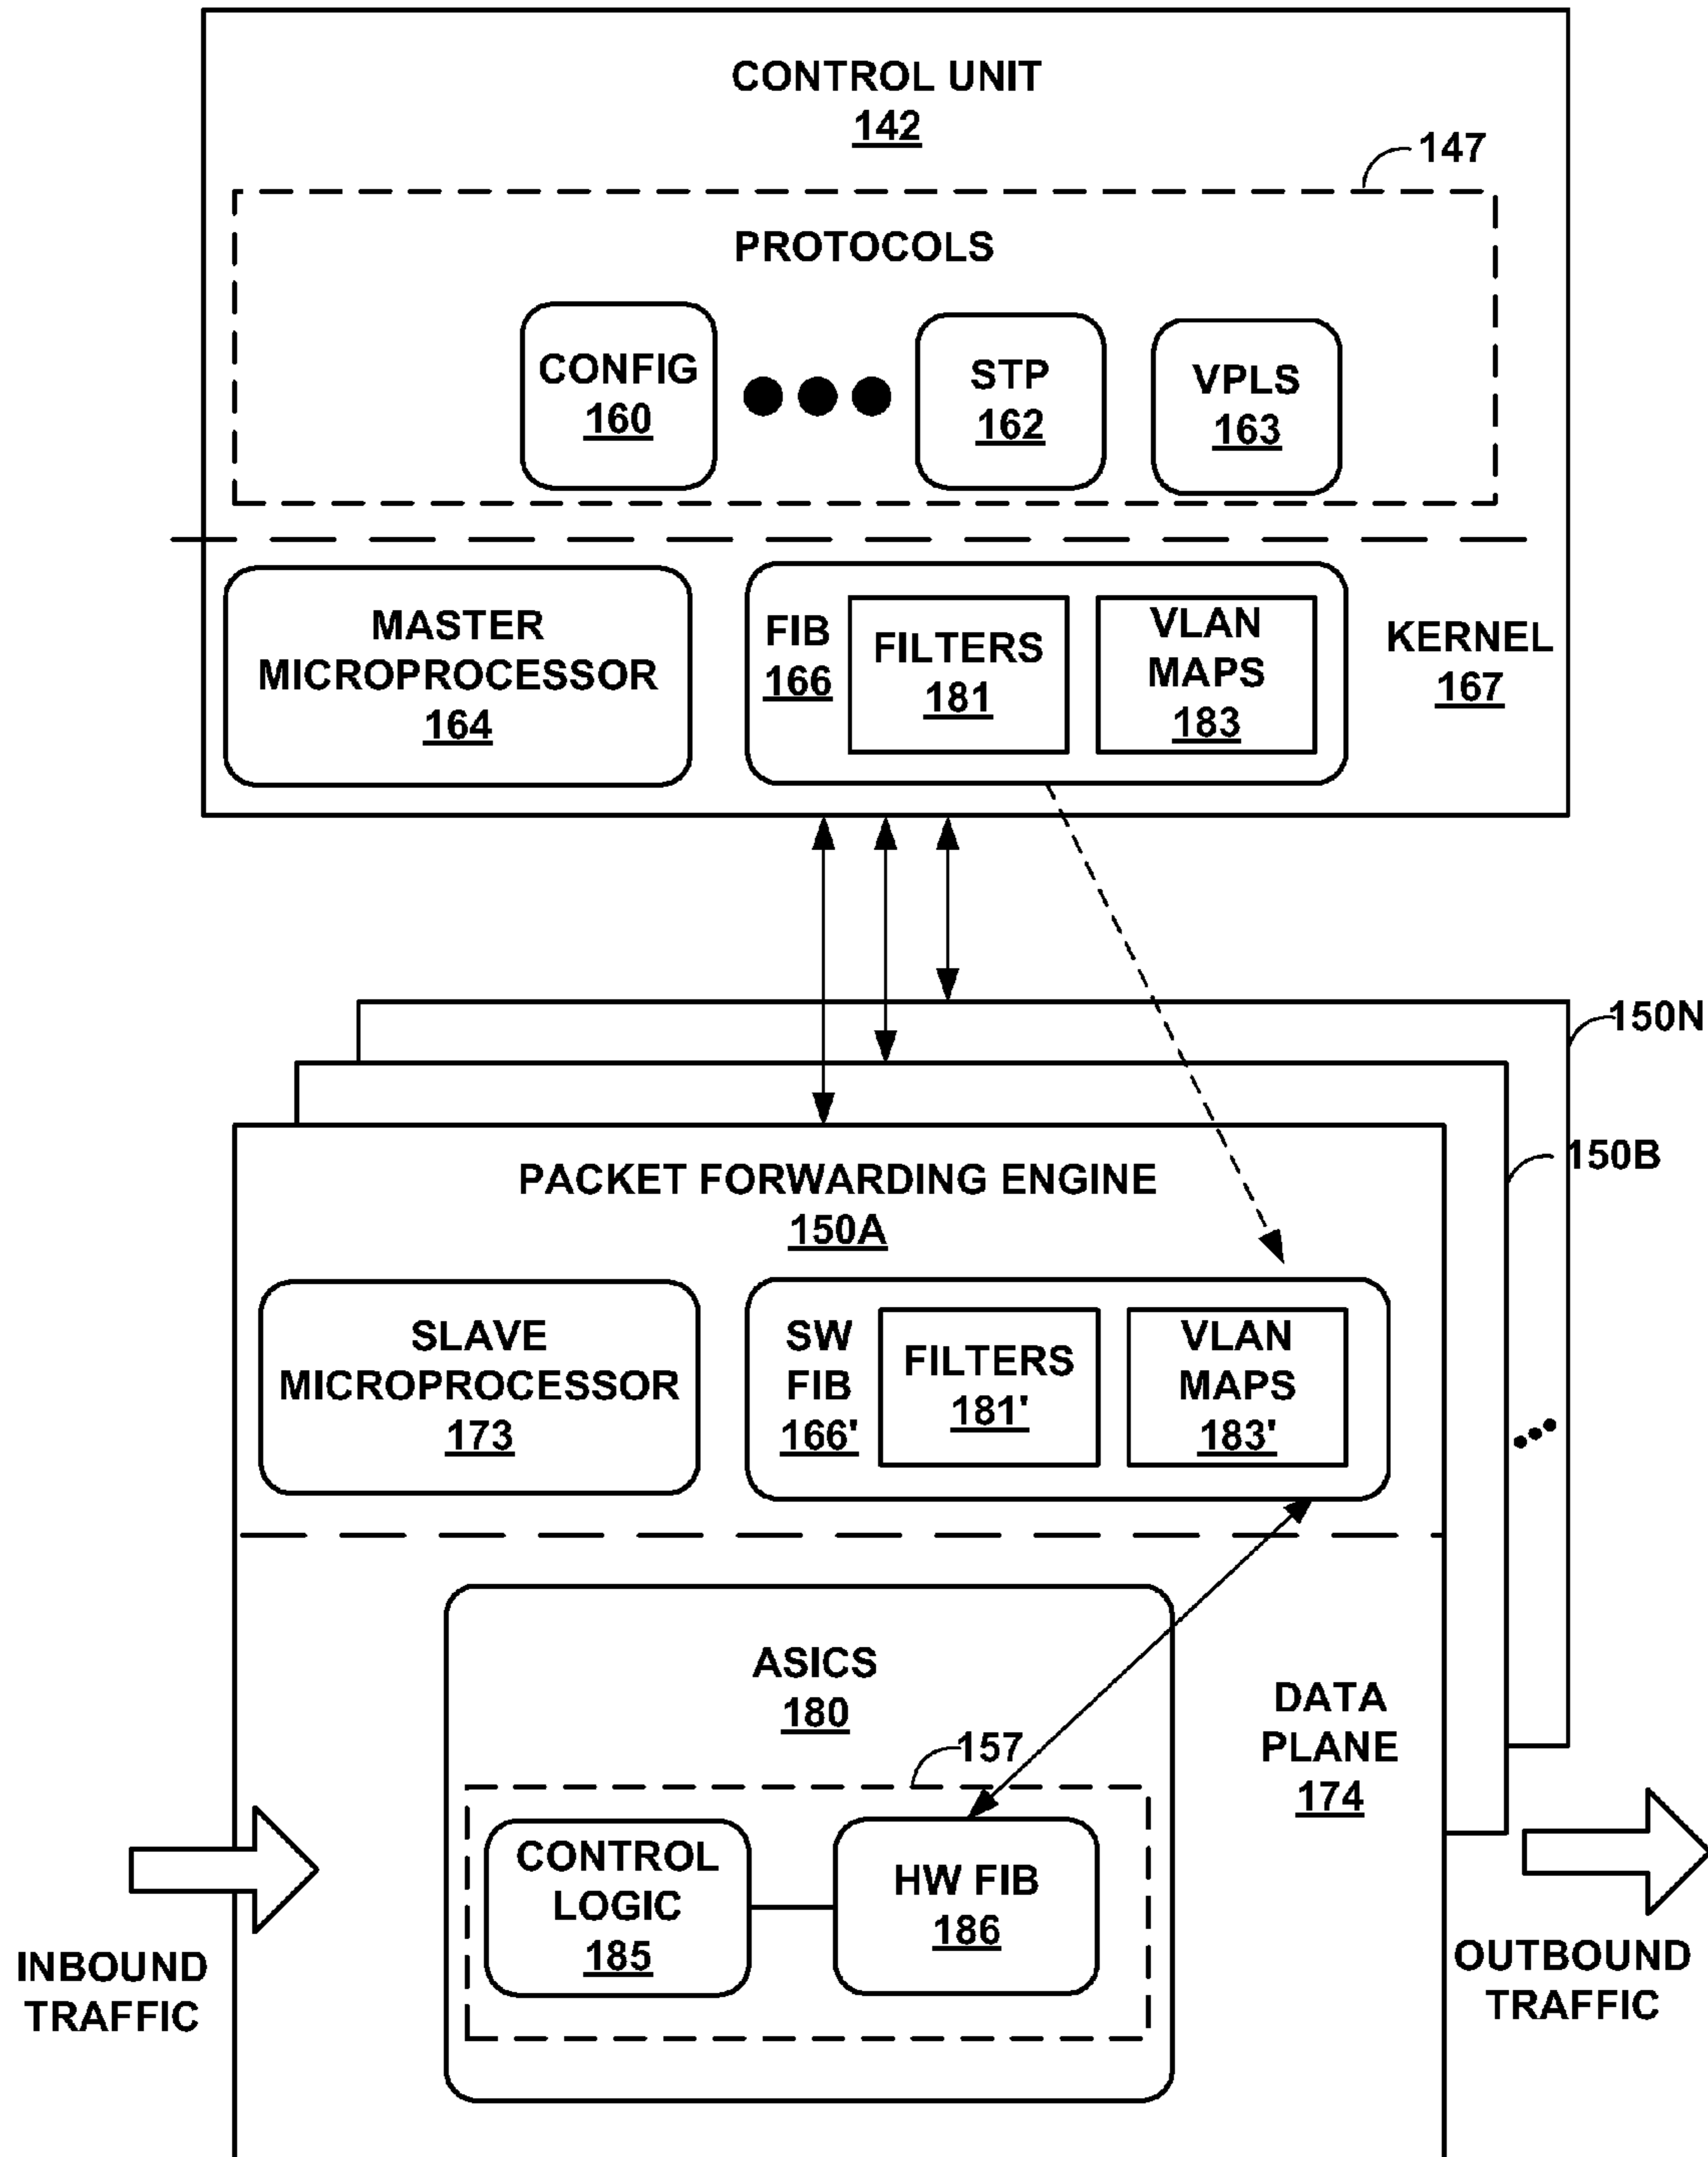 CONTROL UNIT
142
147
PROTOCOLS
CONFIG
160
STP
162
VPLS
163
MASTER
MICROPROCESSOR
164
FIB
166
FILTERS
181
VLAN
MAPS
183
KERNEL
167
150N
150B
PACKET FORWARDING ENGINE
150A
SLAVE
MICROPROCESSOR
173
SW
FIB
166'
FILTERS
181'
VLAN
MAPS
183'
ASICS
180
157
DATA
PLANE
174
CONTROL
LOGIC
185
HW FIB
186
INBOUND
TRAFFIC
OUTBOUND
TRAFFIC